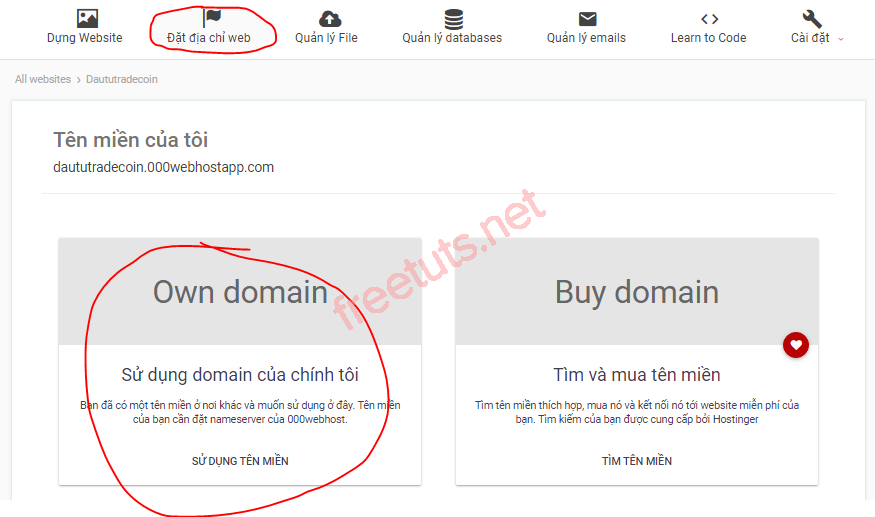 Dựng Website
Đặt địa chỉ web
Quản lý File
Quản lý databases
Quản lý emails
Learn to Code
Cài đặt
All websites > Daututradecoin
Tên miền của tôi
daututradecoin.000webhostapp.com
freetuts.net
Own domain
Sử dụng domain của chính tôi
Bạn đã có một tên miền ở nơi khác và muốn sử dụng ở đây. Tên miền
của bạn cần đặt nameserver của 000webhost.
SỬ DỤNG TÊN MIỀN
Buy domain
Tìm và mua tên miền
Tìm tên miền thích hợp, mua nó và kết nối nó tới website miễn phí của
bạn. Tìm kiếm của bạn được cung cấp bởi Hostinger
TÌM TÊN MIỀN